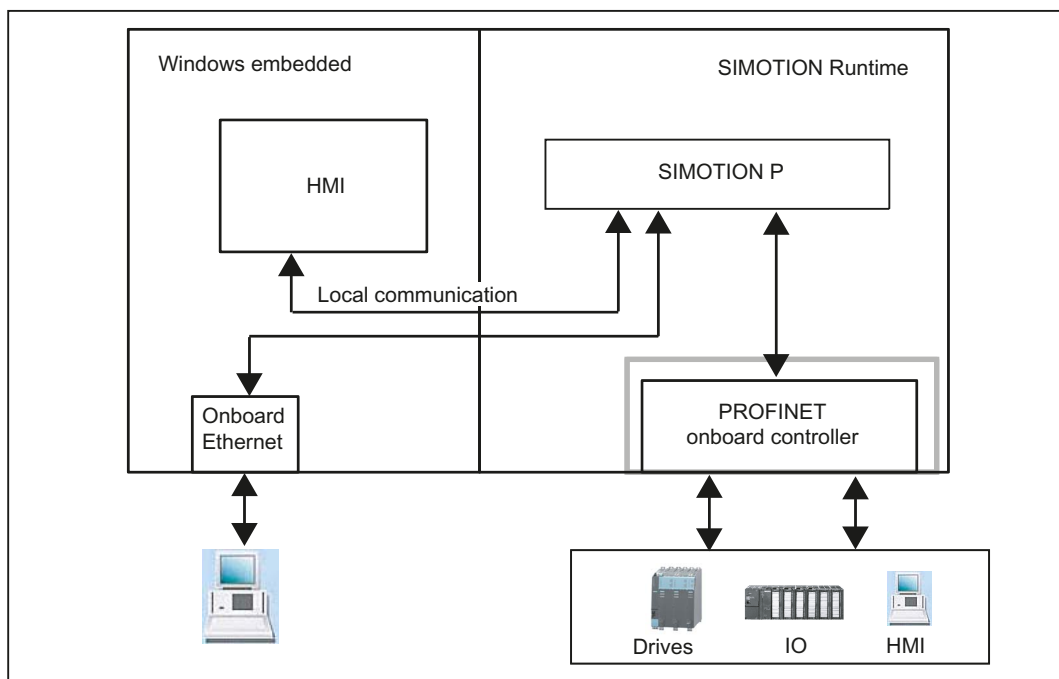 Windows embedded
SIMOTION Runtime
HMI
SIMOTION P
Local communication
Onboard
Ethernet
PROFINET
onboard controller
Drives
IO
HMI